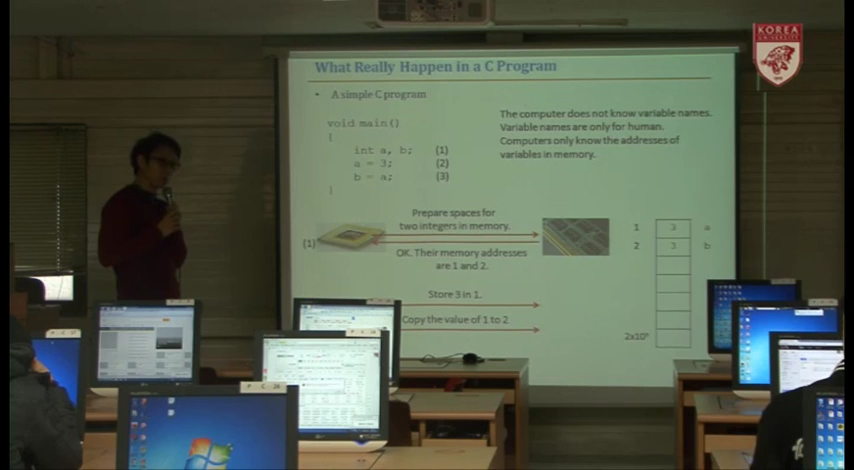 KOREA
UNIVERSITY
What Really Happen in a C Program
• A simple C program
void main()
{
int a, b; (1)
a = 3; (2)
b = a; (3)
}
The computer does not know variable names.
Variable names are only for human.
Computers only know the addresses of
variables in memory.
Prepare spaces for
two integers in memory.
(1)
OK. Their memory addresses
are 1 and 2.
Store 3 in 1.
Copy the value of 1 to 2
1 3 a
2 3 b
P C 26